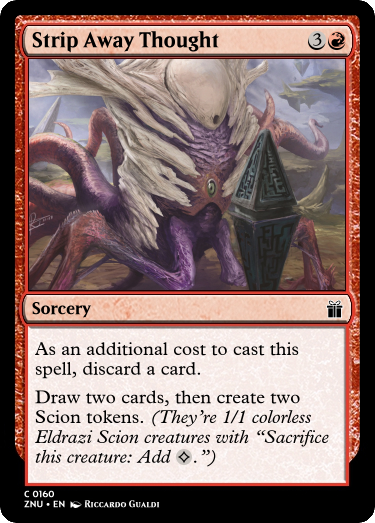 Strip Away Thought 3
Sorcery
As an additional cost to cast this
spell, discard a card.
Draw two cards, then create two
Scion tokens. (They're 1/1 colorless
Eldrazi Scion creatures with “Sacrifice
this creature: Add .”)
C 0160
ZNU • EN Riccardo Gualdi